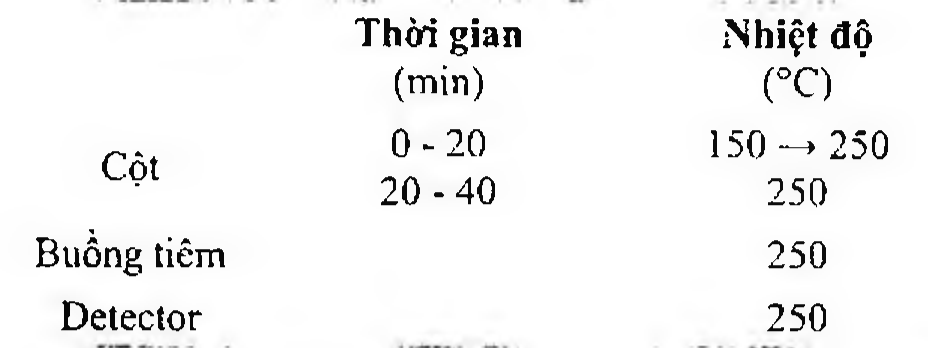 Thời gian Nhiệt độ
(min) (°C)
Cột 0 - 20 150 → 250
20 - 40 250
Buồng tiêm 250
Detector 250